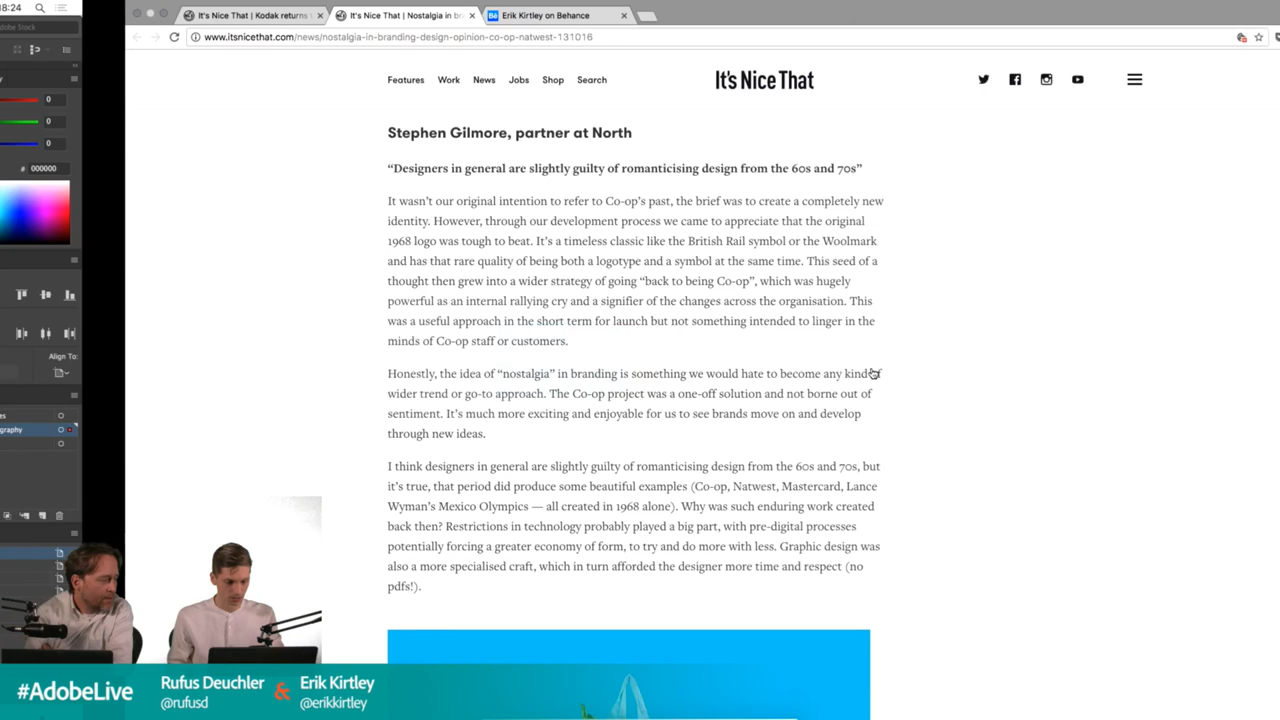 18:24
dobe Stock
It's Nice That | Kodak returns
It's Nice That | Nostalgia in br
Bē Erik Kirtley on Behance
www.itsnicethat.com/news/nostalgia-in-branding-design-opinion-co-op-natwest-131016
Features Work News Jobs Shop Search
It's Nice That
0
0
0
# 000000
Align To:
graphy
Stephen Gilmore, partner at North
“Designers in general are slightly guilty of romanticising design from the 60s and 70s”
It wasn’t our original intention to refer to Co-op’s past, the brief was to create a completely new
identity. However, through our development process we came to appreciate that the original
1968 logo was tough to beat. It’s a timeless classic like the British Rail symbol or the Woolmark
and has that rare quality of being both a logotype and a symbol at the same time. This seed of a
thought then grew into a wider strategy of going “back to being Co-op”, which was hugely
powerful as an internal rallying cry and a signifier of the changes across the organisation. This
was a useful approach in the short term for launch but not something intended to linger in the
minds of Co-op staff or customers.
Honestly, the idea of “nostalgia” in branding is something we would hate to become any kind of
wider trend or go-to approach. The Co-op project was a one-off solution and not borne out of
sentiment. It’s much more exciting and enjoyable for us to see brands move on and develop
through new ideas.
I think designers in general are slightly guilty of romanticising design from the 60s and 70s, but
it’s true, that period did produce some beautiful examples (Co-op, Natwest, Mastercard, Lance
Wyman’s Mexico Olympics — all created in 1968 alone). Why was such enduring work created
back then? Restrictions in technology probably played a big part, with pre-digital processes
potentially forcing a greater economy of form, to try and do more with less. Graphic design was
also a more specialised craft, which in turn afforded the designer more time and respect (no
pdfs!).
#AdobeLive
Rufus Deuchler & Erik Kirtley
@rufusd @erikkirtley